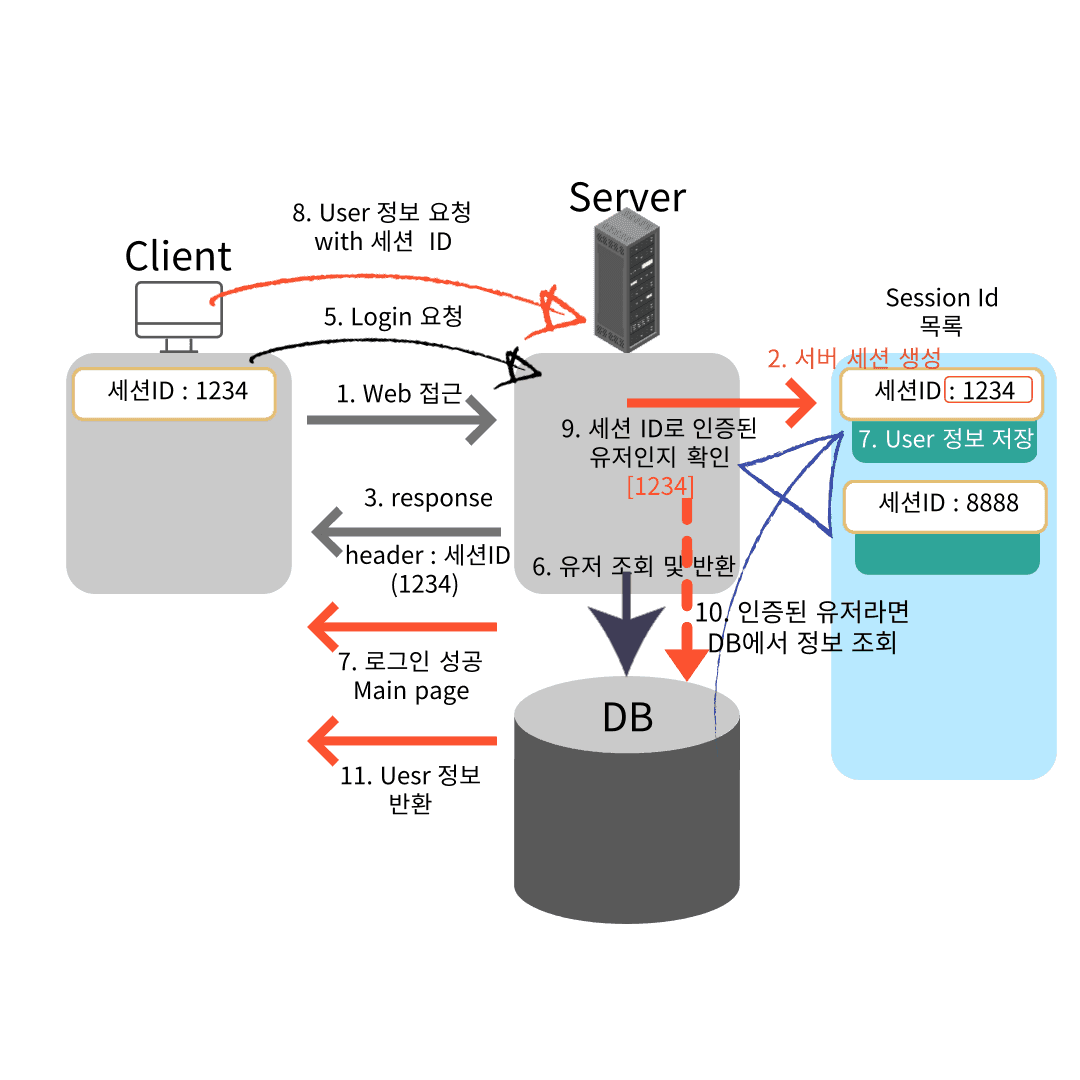 Server
8. User 정보 요청
with 세션 ID
Client
Session Id
목록
5. Login 요청
2. 서버 세션 생성
세션ID : 1234
1. Web 접근
세션ID : 1234
9. 세션 ID로 인증된
유저인지 확인
[1234]
7. User 정보 저장
3. response
header : 세션ID
(1234)
세션ID : 8888
6. 유저 조회 및 반환
10. 인증된 유저라면
DB에서 정보 조회
7. 로그인 성공
Main page
DB
11. Uesr 정보
반환